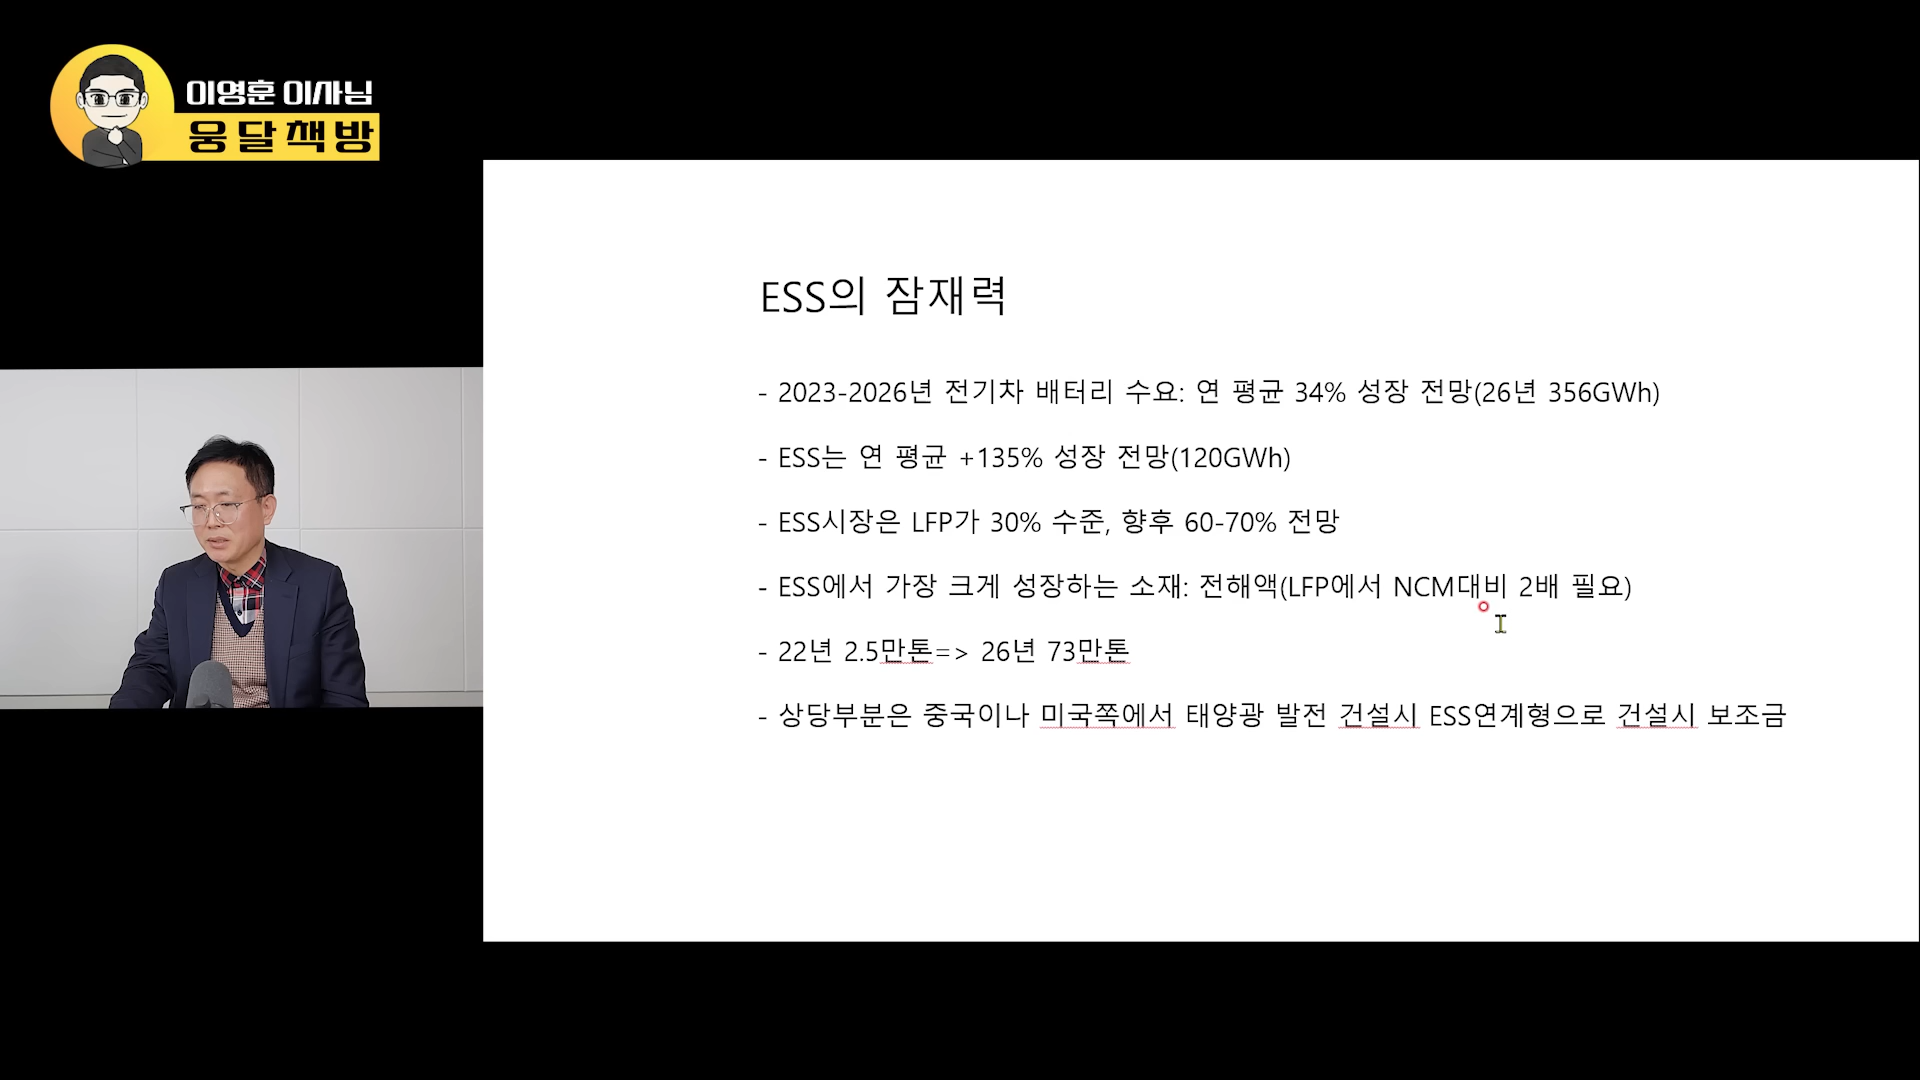 이영훈 이사님
웅달책방
ESS의 잠재력
- 2023-2026년 전기차 배터리 수요: 연 평균 34% 성장 전망(26년 356GWh)
- ESS는 연 평균 +135% 성장 전망(120GWh)
- ESS시장은 LFP가 30% 수준, 향후 60-70% 전망
- ESS에서 가장 크게 성장하는 소재: 전해액(LFP에서 NCM대비 2배 필요)
- 22년 2.5만톤=> 26년 73만톤
- 상당부분은 중국이나 미국쪽에서 태양광 발전 건설시 ESS연계형으로 건설시 보조금